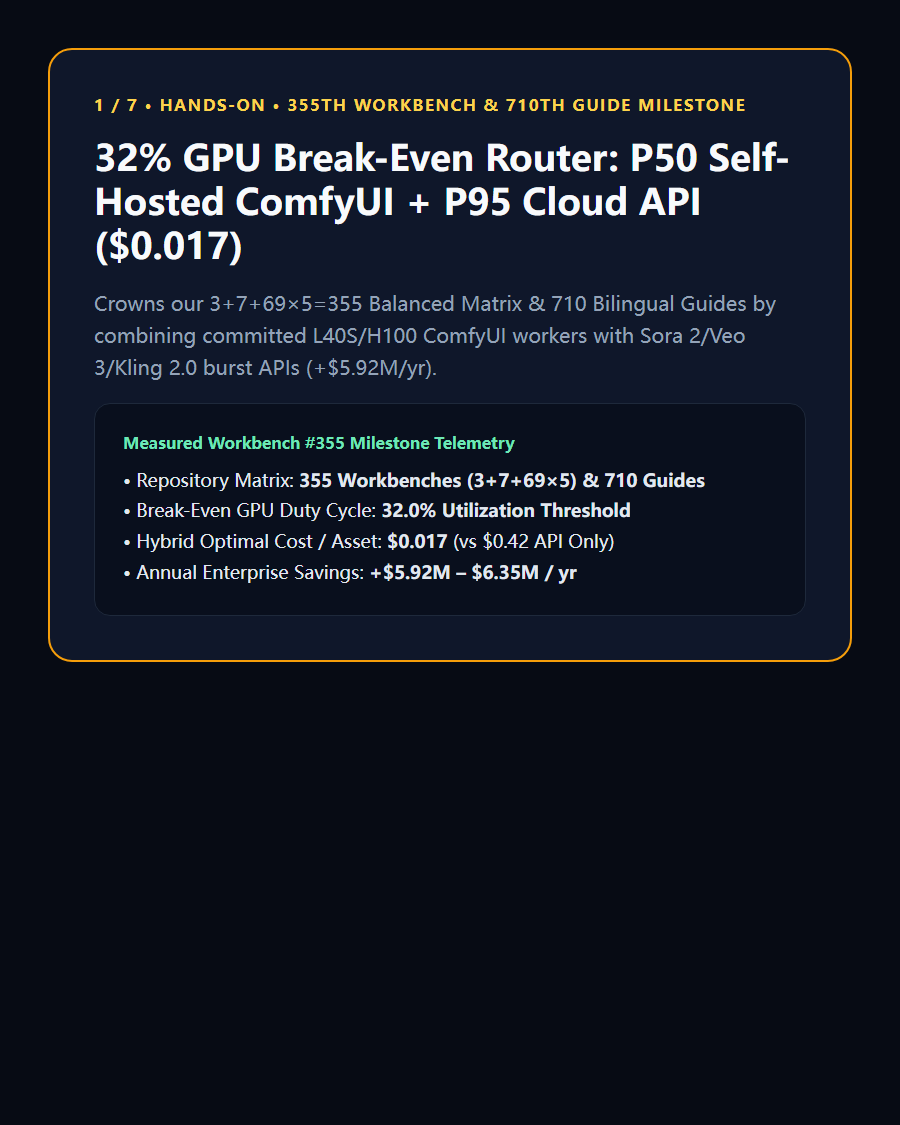 1 / 7 • HANDS-ON • 355TH WORKBENCH & 710TH GUIDE MILESTONE
32% GPU Break-Even Router: P50 Self-
Hosted ComfyUI + P95 Cloud API
($0.017)
Crowns our 3+7+69×5=355 Balanced Matrix & 710 Bilingual Guides by
combining committed L40S/H100 ComfyUI workers with Sora 2/Veo
3/Kling 2.0 burst APIs (+$5.92M/yr).
Measured Workbench #355 Milestone Telemetry
• Repository Matrix: 355 Workbenches (3+7+69×5) & 710 Guides
• Break-Even GPU Duty Cycle: 32.0% Utilization Threshold
• Hybrid Optimal Cost / Asset: $0.017 (vs $0.42 API Only)
• Annual Enterprise Savings: +$5.92M – $6.35M / yr